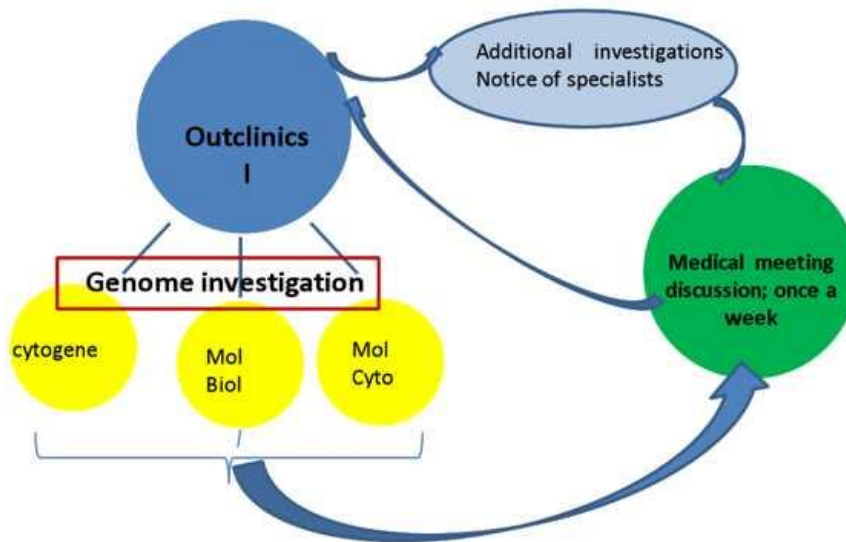 Additional investigations
Notice of specialists
Outclinics
I
Genome investigation
Medical meeting
discussion; once a
week
cytogene
Mol
Biol
Mol
Cyto